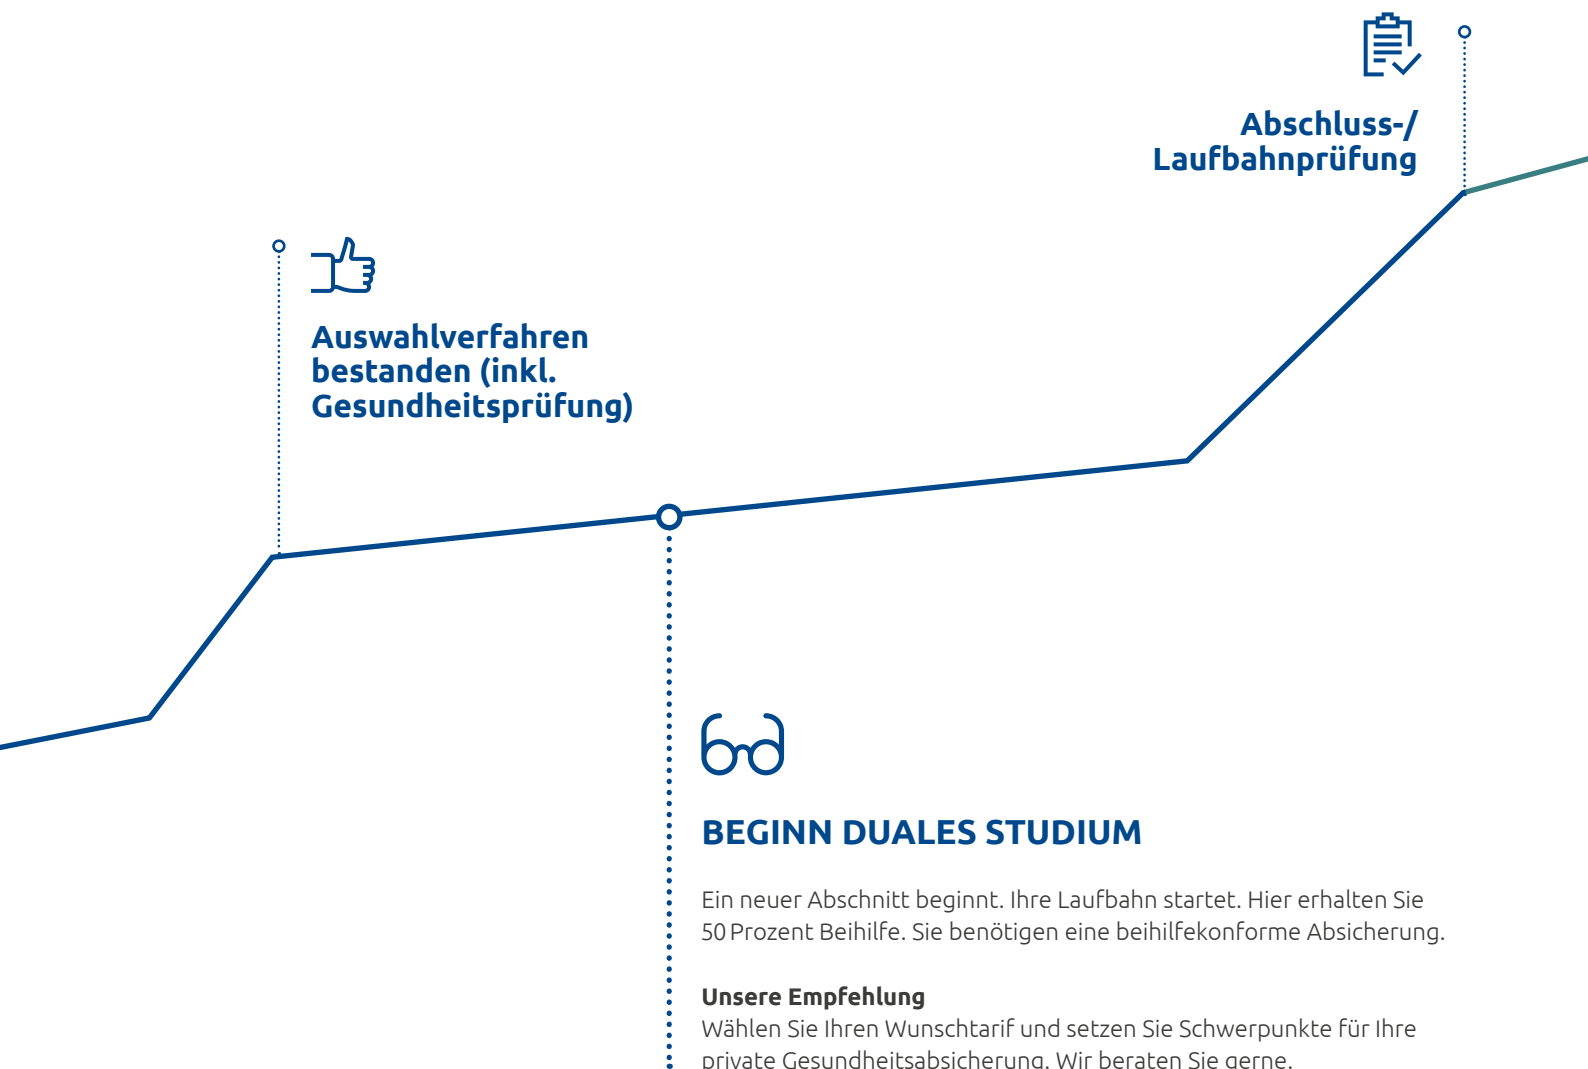 Abschluss-/
Laufbahnprüfung
Auswahlverfahren
bestanden (inkl.
Gesundheitsprüfung)
BEGINN DUALES STUDIUM
Ein neuer Abschnitt beginnt. Ihre Laufbahn startet. Hier erhalten Sie
50 Prozent Beihilfe. Sie benötigen eine beihilfekonforme Absicherung.
Unsere Empfehlung
Wählen Sie Ihren Wunschtarif und setzen Sie Schwerpunkte für Ihre
private Gesundheitsabsicherung. Wir beraten Sie gerne.